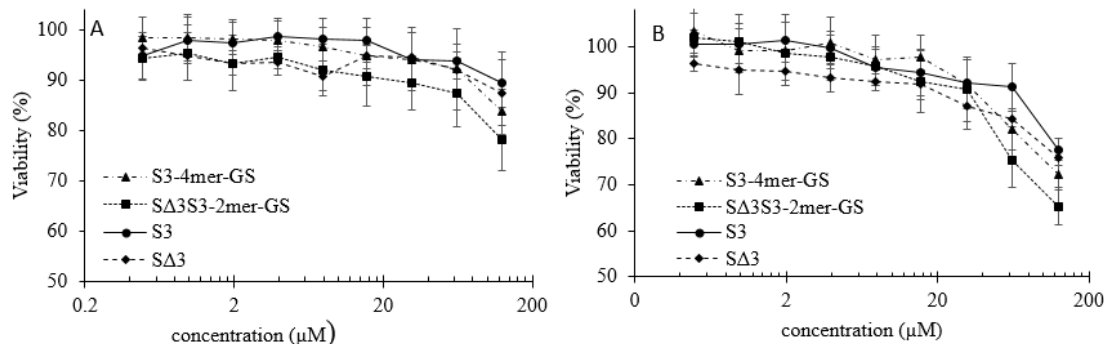 A
100
90
80
70
60
50
Viability (%)
S3-4mer-GS
SΔ3S3-2mer-GS
S3
SΔ3
0.2 2 20 200
concentration (µM)
B
100
90
80
70
60
50
Viability (%)
S3-4mer-GS
SΔ3S3-2mer-GS
S3
SΔ3
0 2 20 200
concentration (µM)